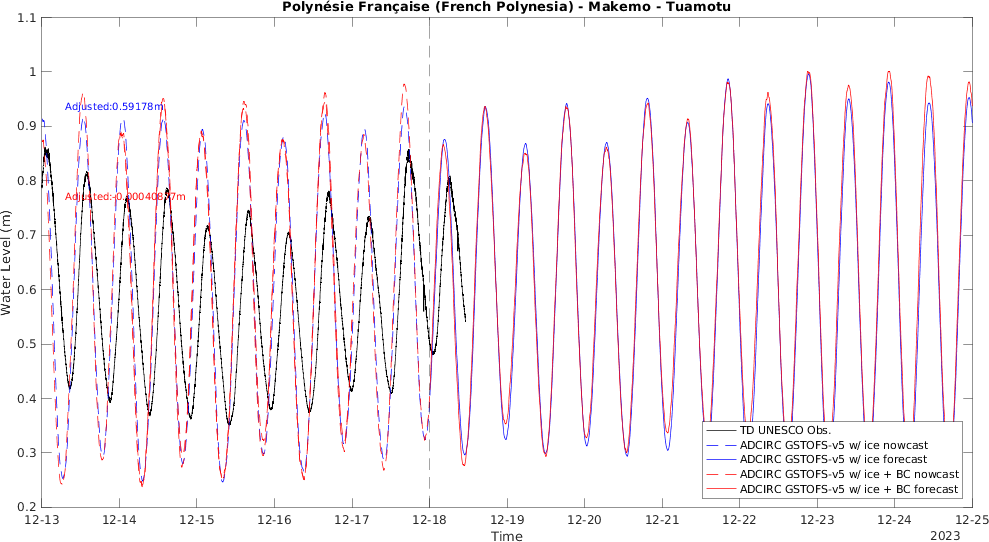 Polynésie Française (French Polynesia) - Makemo - Tuamotu
1.1
1
0.9
0.8
0.7
0.6
0.5
0.4
0.3
0.2
Water Level (m)
Adjusted:0.59178m
12-13
12-14
12-15
12-16
12-17
12-18
12-19
12-20
12-21
12-22
12-23
12-24
12-25
Time
2023
TD UNESCO Obs.
ADCIRC GSTOFS-v5 w/ ice nowcast
ADCIRC GSTOFS-v5 w/ ice forecast
ADCIRC GSTOFS-v5 w/ ice + BC nowcast
ADCIRC GSTOFS-v5 w/ ice + BC forecast